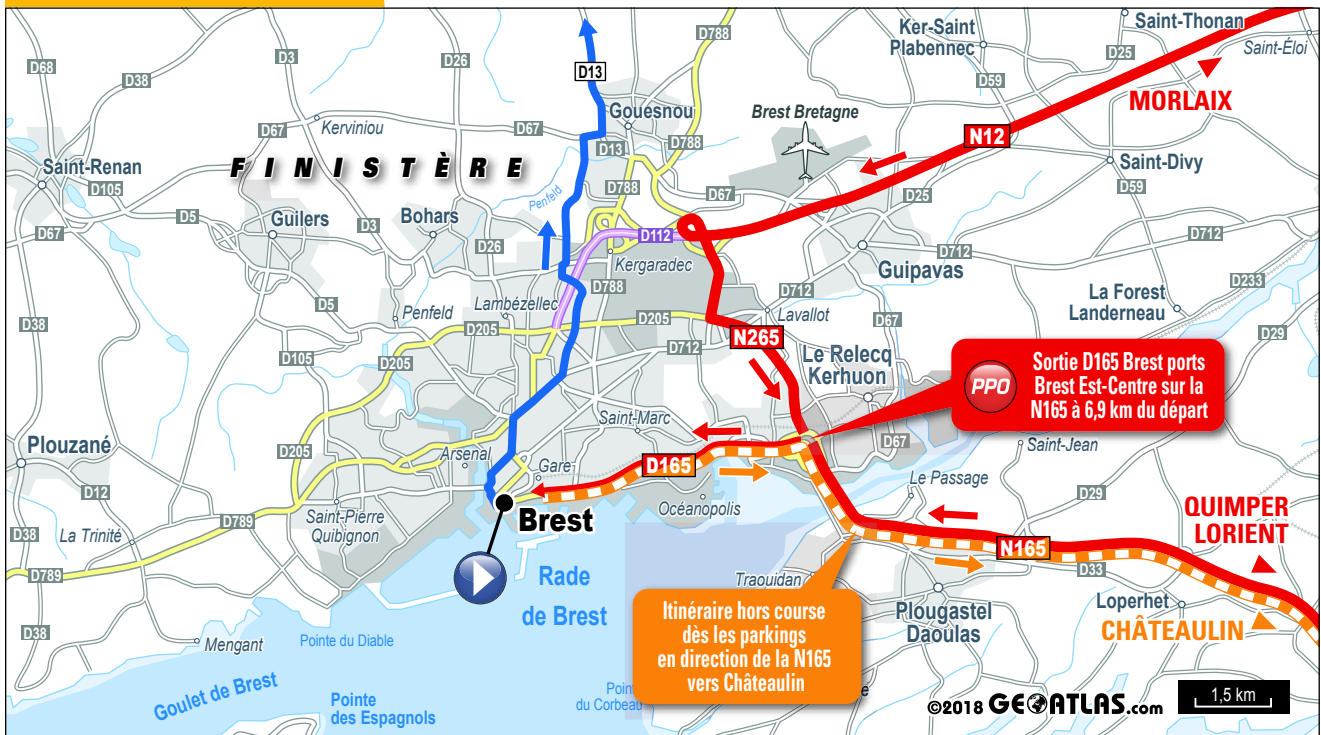 D788
Saint-Thonan
Ker-Saint
Plabennec
D25
Saint-Éloi
D68
D38
D3
D26
D13
D59
MORLAIX
Gouesnou
Brest Bretagne
Kerviniou
D67
D67
D13
D788
N12
Saint-Renan
FINISTÈRE
Saint-Divy
D105
D788
D67
D59
D5
Penfeld
D25
Guilers
D3
Bohars
D67
D26
D112
D712
D712
Kergaradec
Guipavas
D233
D788
D712
La Forest
Landerneau
D5
Penfeld
Lambézellec
Lavallot
D67
D38
D205
D205
N265
D29
D105
D712
Le Relecq
Kerhuon
PPO
Sortie D165 Brest ports
Brest Est-Centre sur la
N165 à 6,9 km du départ
Saint-Marc
Plouzané
D205
Arsenal
Gare
D165
D67
Saint-Jean
Le Passage
D12
D29
Saint-Pierre
Quibignon
Brest
Océanopolis
QUIMPER
LORIENT
D38
La Trinité
D789
N165
D789
Rade
de Brest
Traouidan
D33
Plougastel
Daoulas
Loperhet
CHÂTEAULIN
Itinéraire hors course
dès les parkings
en direction de la N165
vers Châteaulin
D38
Mengant
Pointe du Diable
Goulet de Brest
Pointe
des Espagnols
du Corbeau
©2018 GEOATLAS.com
1,5 km